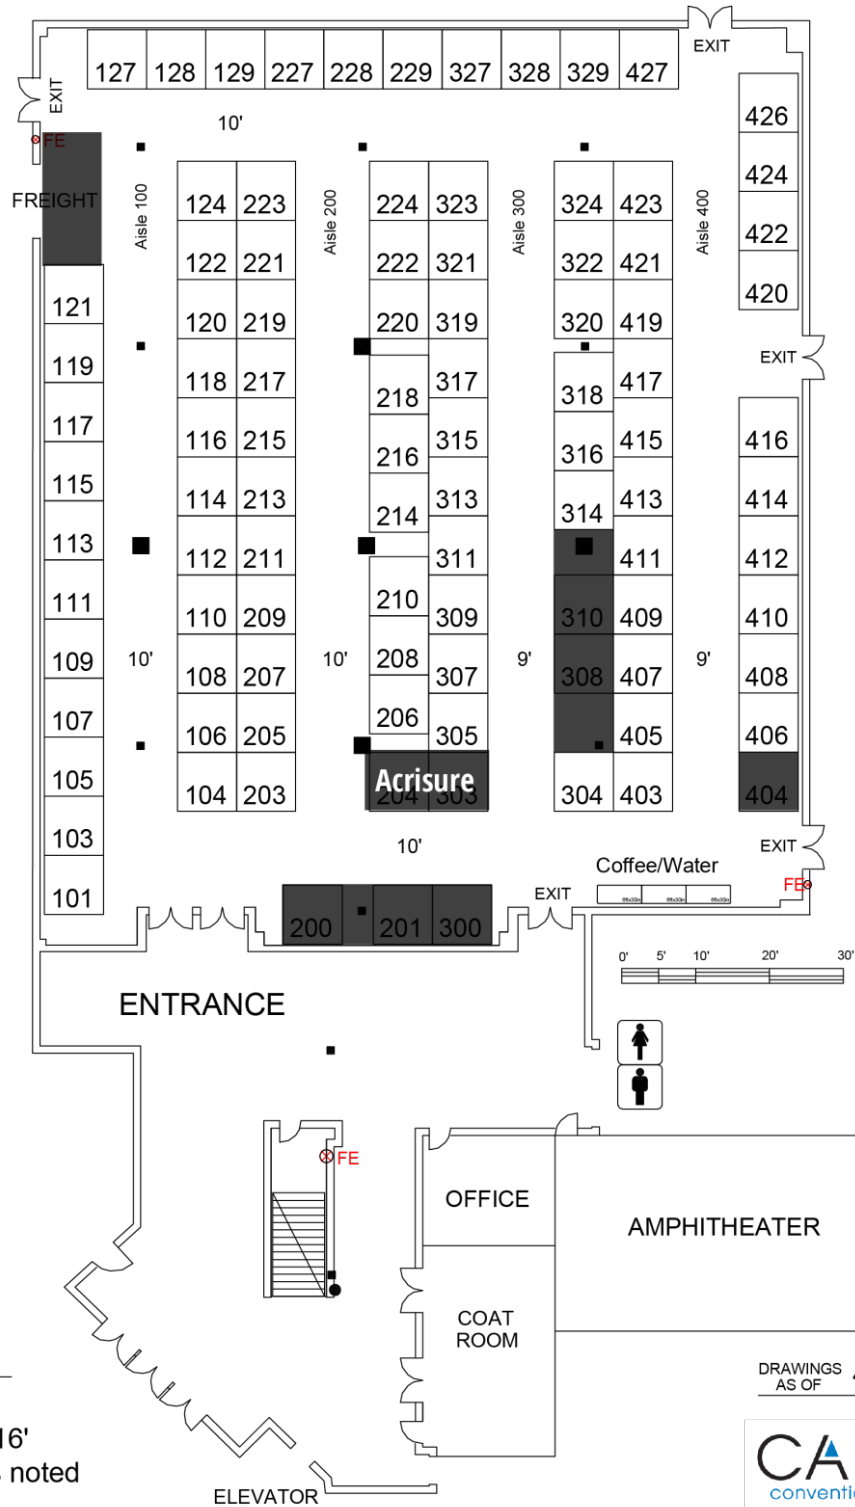 EXIT
127 128 129 227 228 229 327 328 329 427
EXIT
426
10'
FE
424
FREIGHT
Aisle 100
Aisle 200
Aisle 300
Aisle 400
124 223 224 323 324 423
422
122 221 222 321 322 421
420
121
120 219 220 319 320 419
EXIT
119
118 217 218 317 318 417
117
116 215 216 315 316 415 416
115
114 213 214 313 314 413 414
113
112 211 311 411 412
111
110 209 210 309 310 409 410
109
10' 10' 9' 9'
108 207 208 307 308 407 408
107
106 205 206 305 405 406
105
Acrisure
104 203 204 303 304 403 404
103
10'
EXIT
Coffee/Water
101
FE
EXIT
200 201 300
0' 5' 10' 20' 30'
ENTRANCE
FE
OFFICE
AMPHITHEATER
COAT
ROOM
DRAWINGS
AS OF
16'
noted
CA
conventi
ELEVATOR